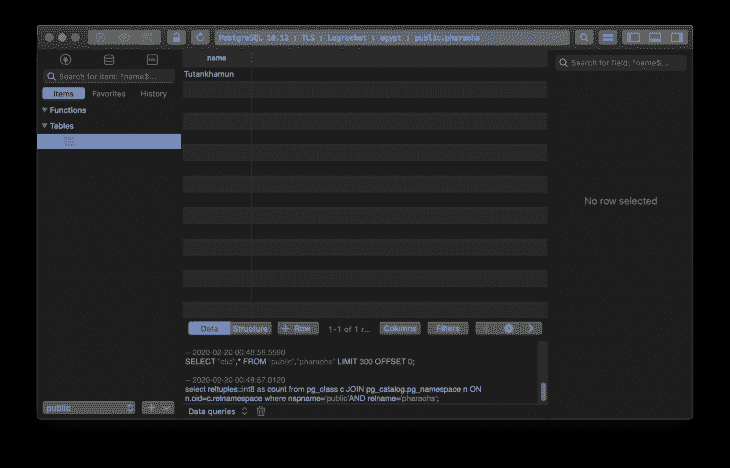 PostgreSQL 10.12 : TLS : Logrocket : egypt : public.pharaohs
Search for item: ^name$...
Items
Favorites
History
Functions
Tables
name
Tutankhamun
Search for field: ^name$...
No row selected
Data
Structure
+ Row
1-1 of 1 r...
Columns
Filters
-- 2020-02-20 00:48:56.5590
SELECT "ctid",* FROM "public"."pharaohs" LIMIT 300 OFFSET 0;
-- 2020-02-20 00:48:57.0120
select reltuples::int8 as count from pg_class c JOIN pg_catalog.pg_namespace n ON
n.oid=c.relnamespace where nspname='public'AND relname='pharaohs';
public
Data queries